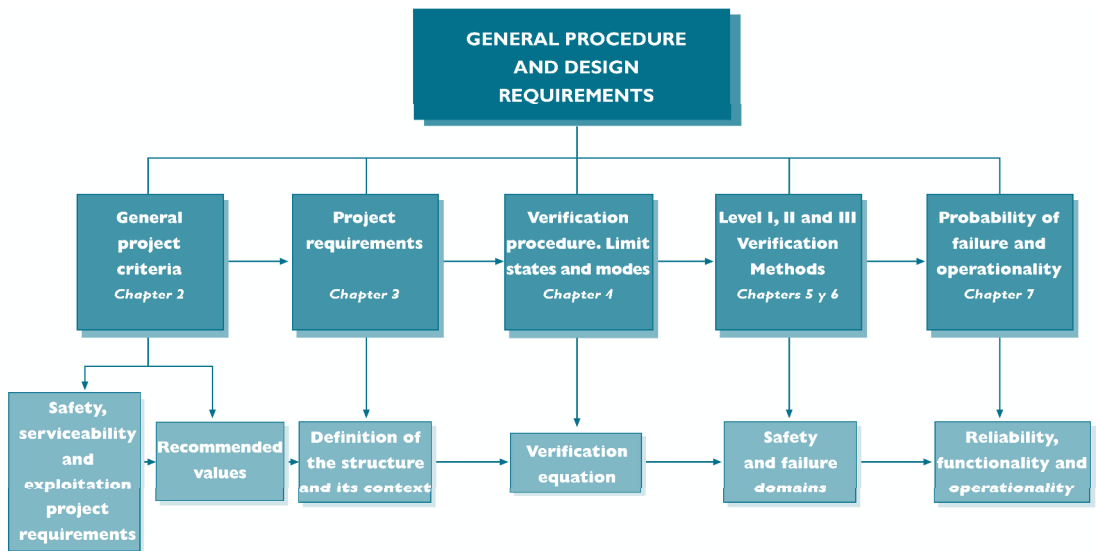 GENERAL PROCEDURE
AND DESIGN
REQUIREMENTS
General
project
criteria
Chapter 2
Project
requirements
Chapter 3
Verification
procedure. Limit
states and modes
Chapter 4
Level I, II and III
Verification
Methods
Chapters 5 y 6
Probability of
failure and
operationality
Chapter 7
Safety,
serviceability
and
exploitation
project
requirements
Recommended
values
Definition of
the structure
and its context
Verification
equation
Safety
and failure
domains
Reliability,
functionality and
operationality